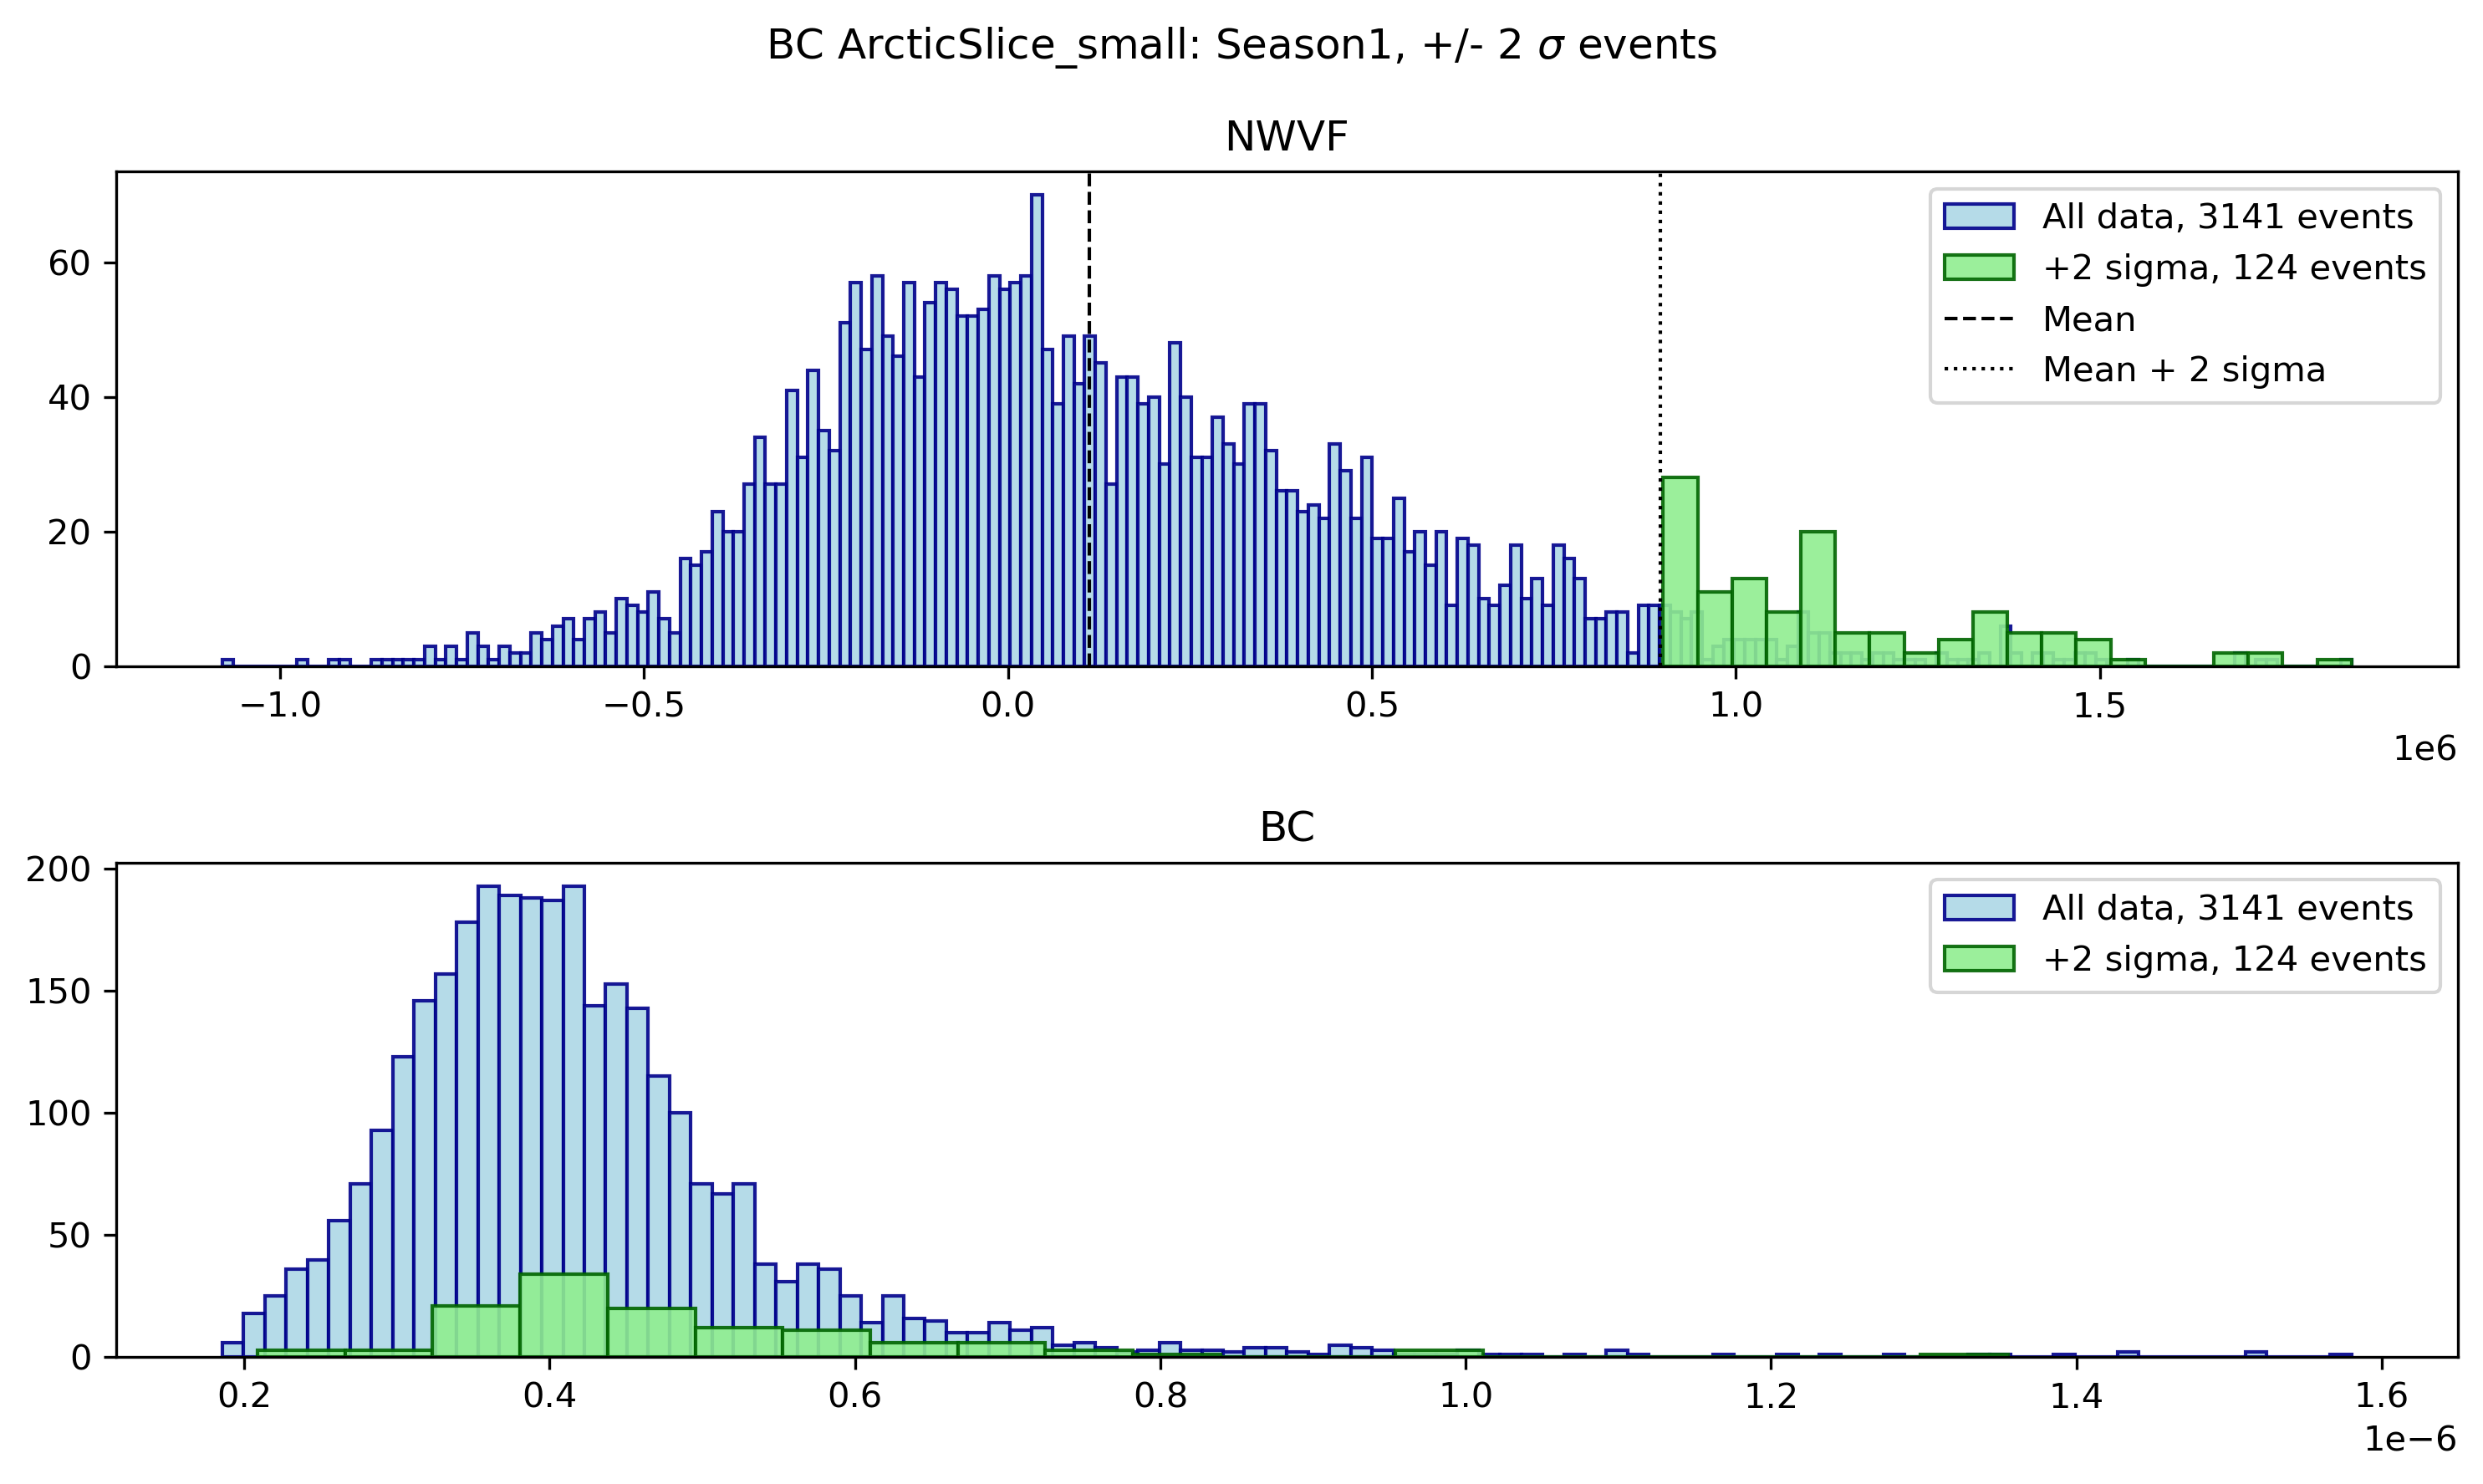 BC ArcticSlice_small: Season1, +/- 2 σ events
NWVF
All data, 3141 events
+2 sigma, 124 events
Mean
Mean + 2 sigma
60
40
20
0
−1.0 −0.5 0.0 0.5 1.0 1.5
1e6
BC
All data, 3141 events
+2 sigma, 124 events
200
150
100
50
0
0.2 0.4 0.6 0.8 1.0 1.2 1.4 1.6
1e−6